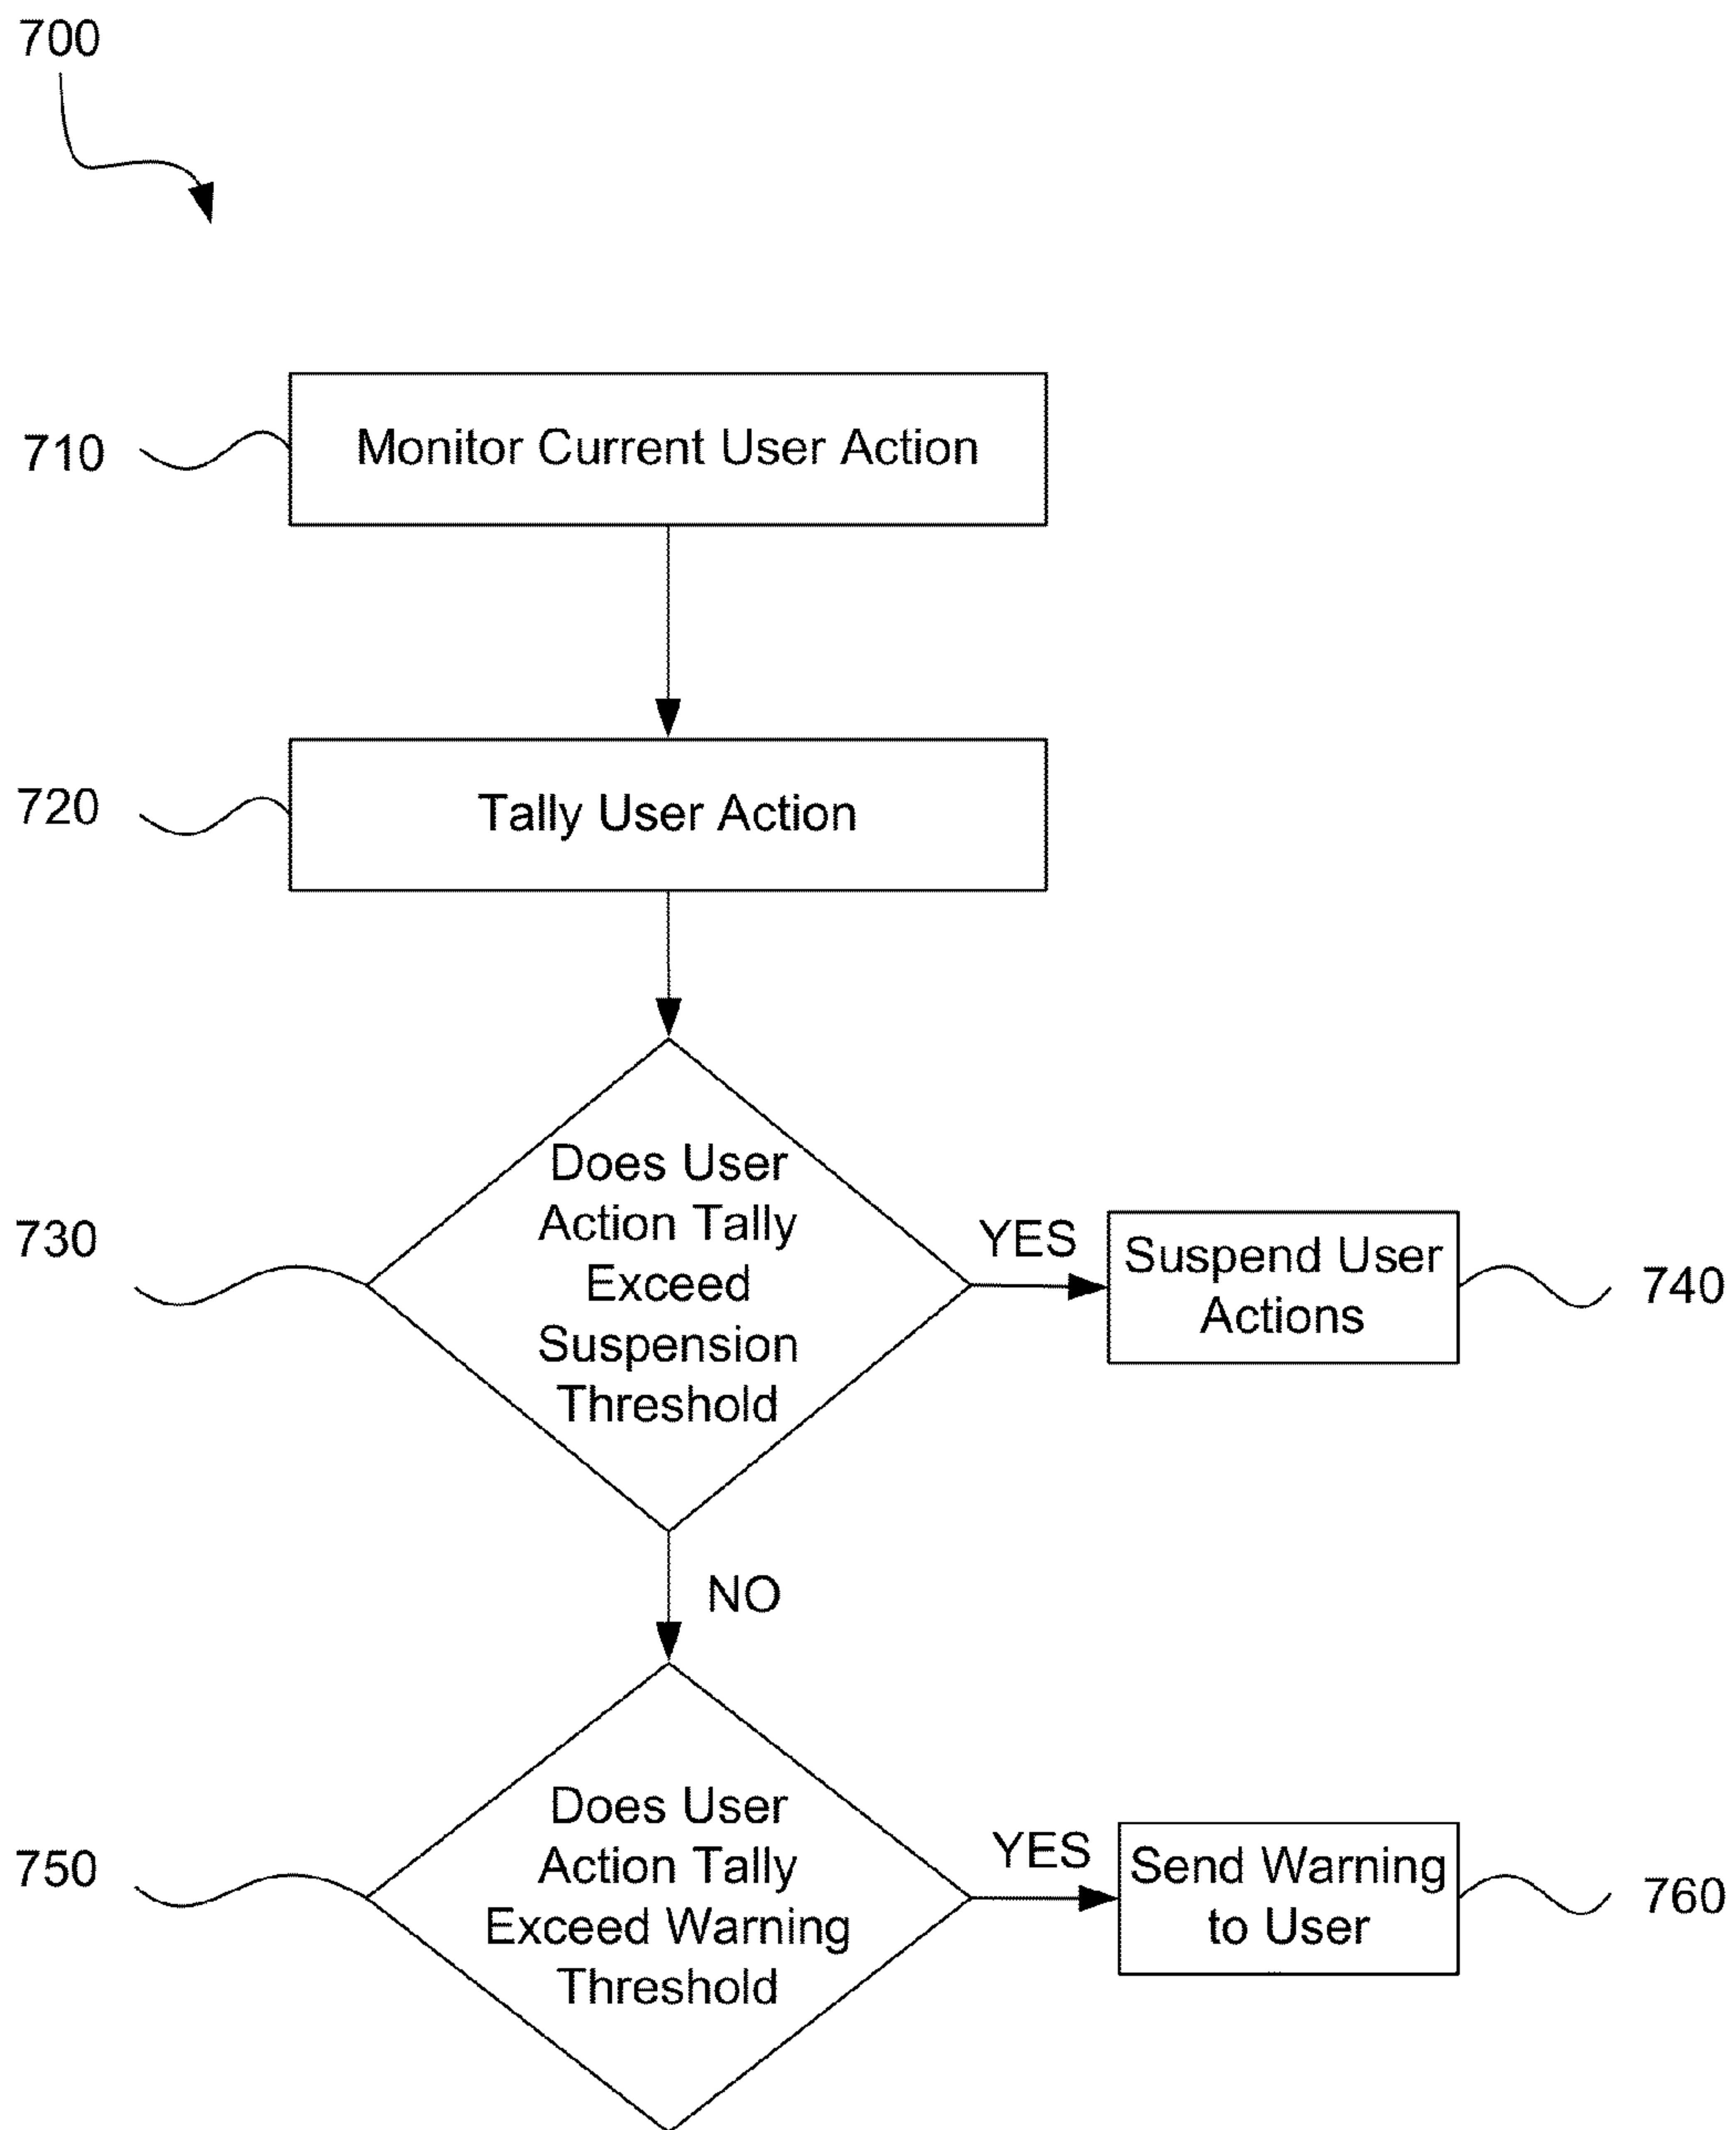 700
710
Monitor Current User Action
720
Tally User Action
730
Does User
Action Tally
Exceed
Suspension
Threshold
YES
Suspend User
Actions
740
NO
750
Does User
Action Tally
Exceed Warning
Threshold
YES
Send Warning
to User
760